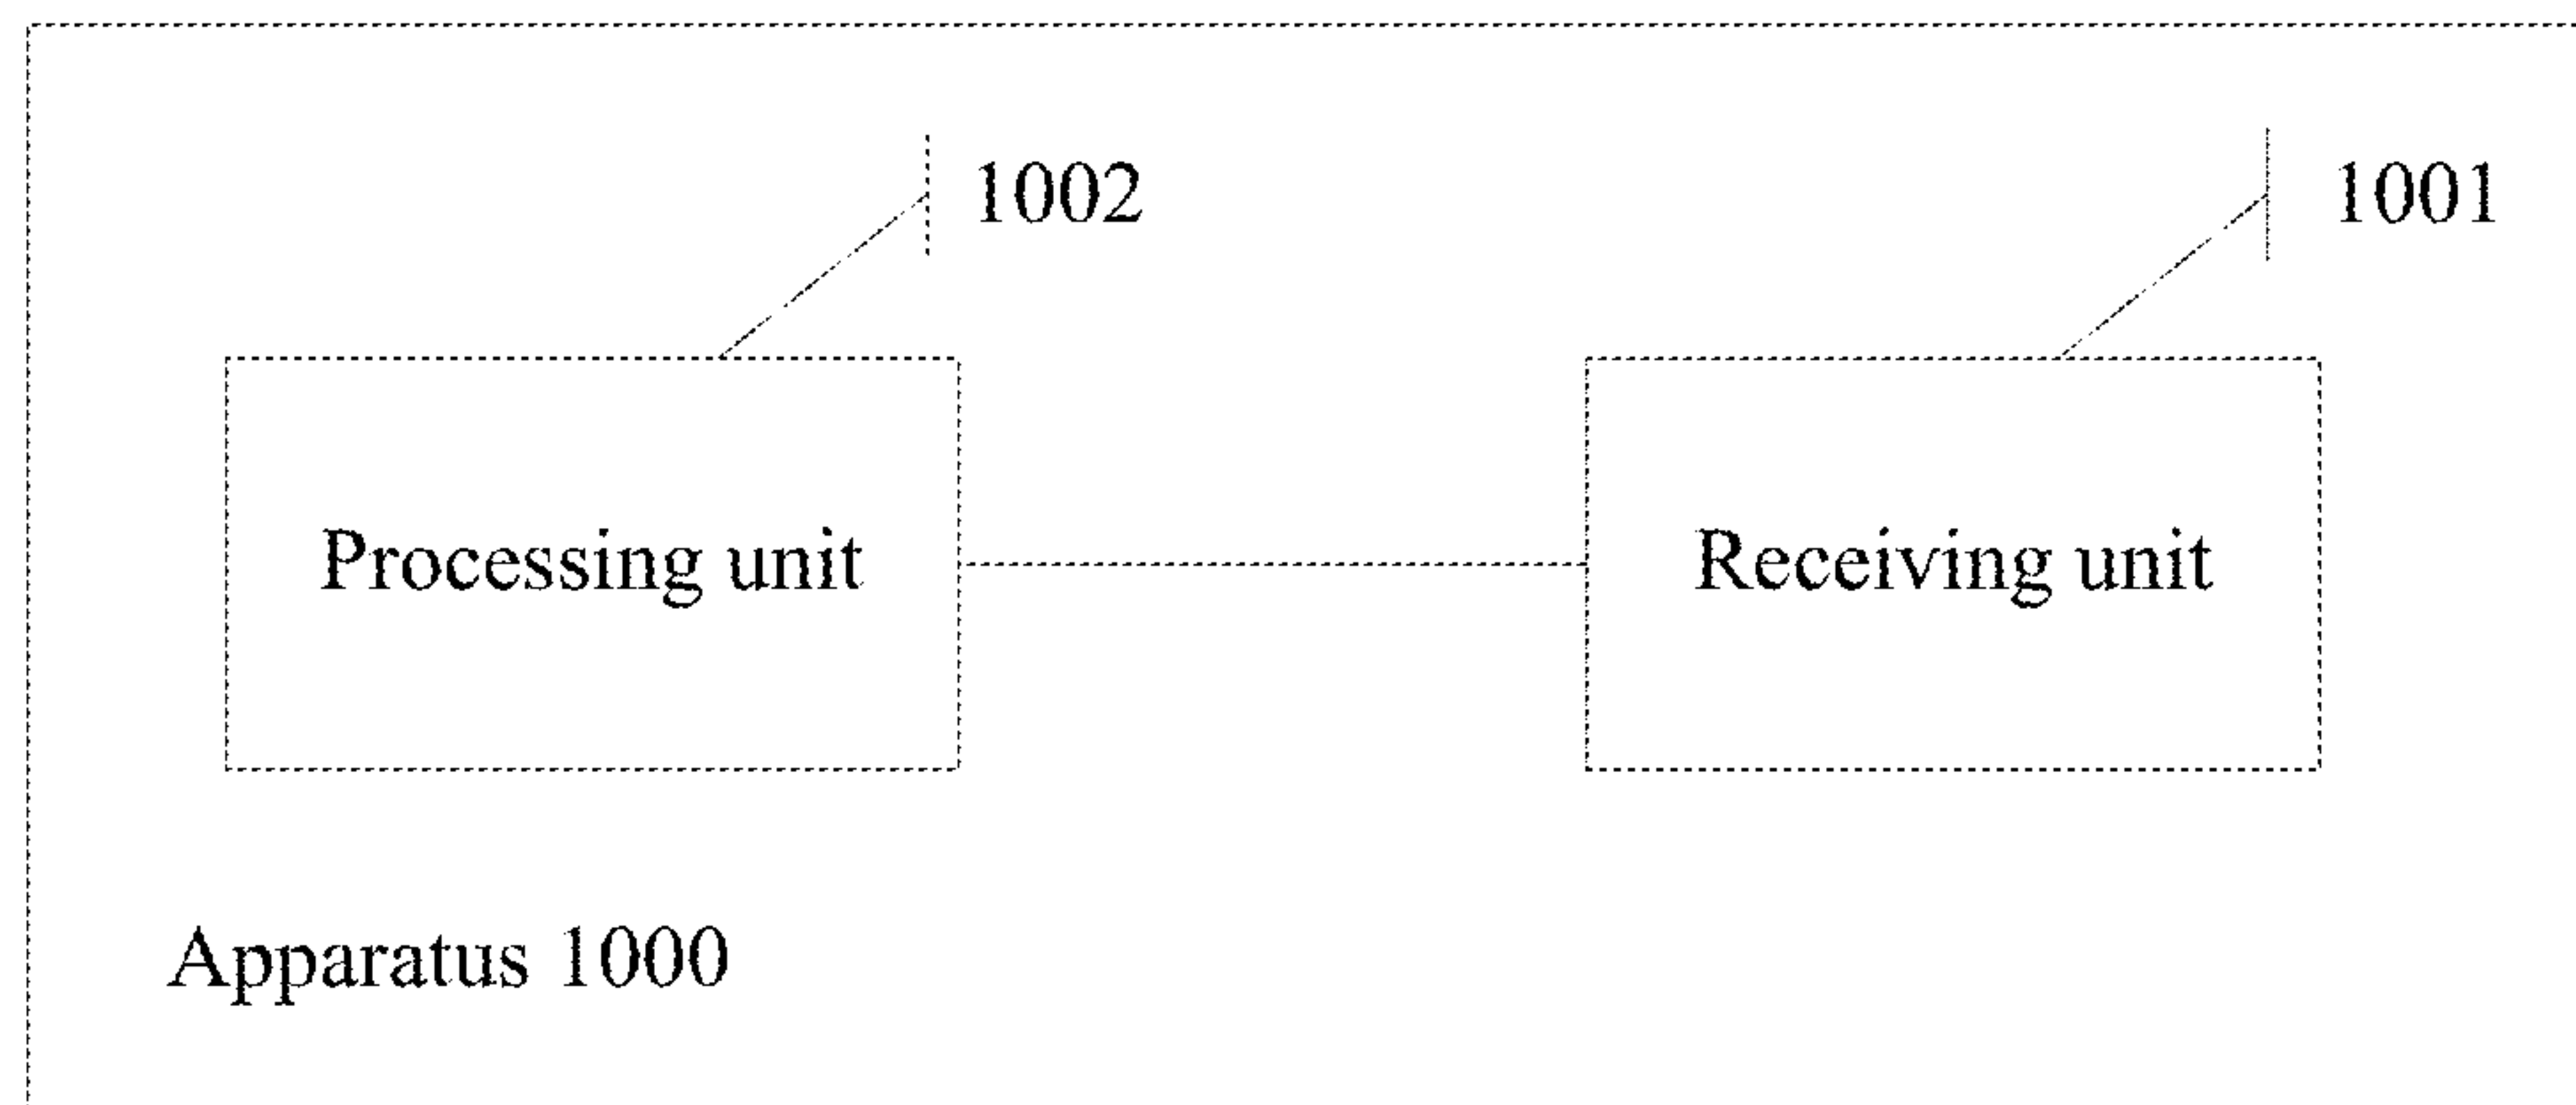 1002
1001
Processing unit
Receiving unit
Apparatus 1000